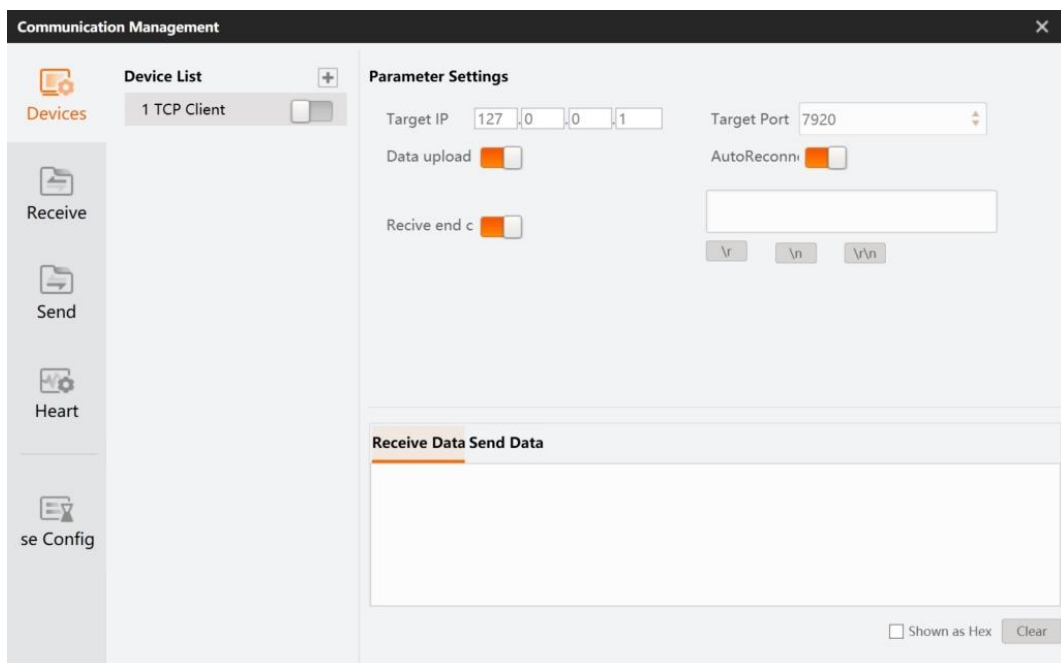 Communication Management
Devices
Receive
Send
Heart
se Config
Device List
1 TCP Client
Parameter Settings
Target IP 127 .0 .0 .1 Target Port 7920
Data upload AutoReconn
Recive end c
\r \n \r\n
Receive Data Send Data
Shown as Hex Clear